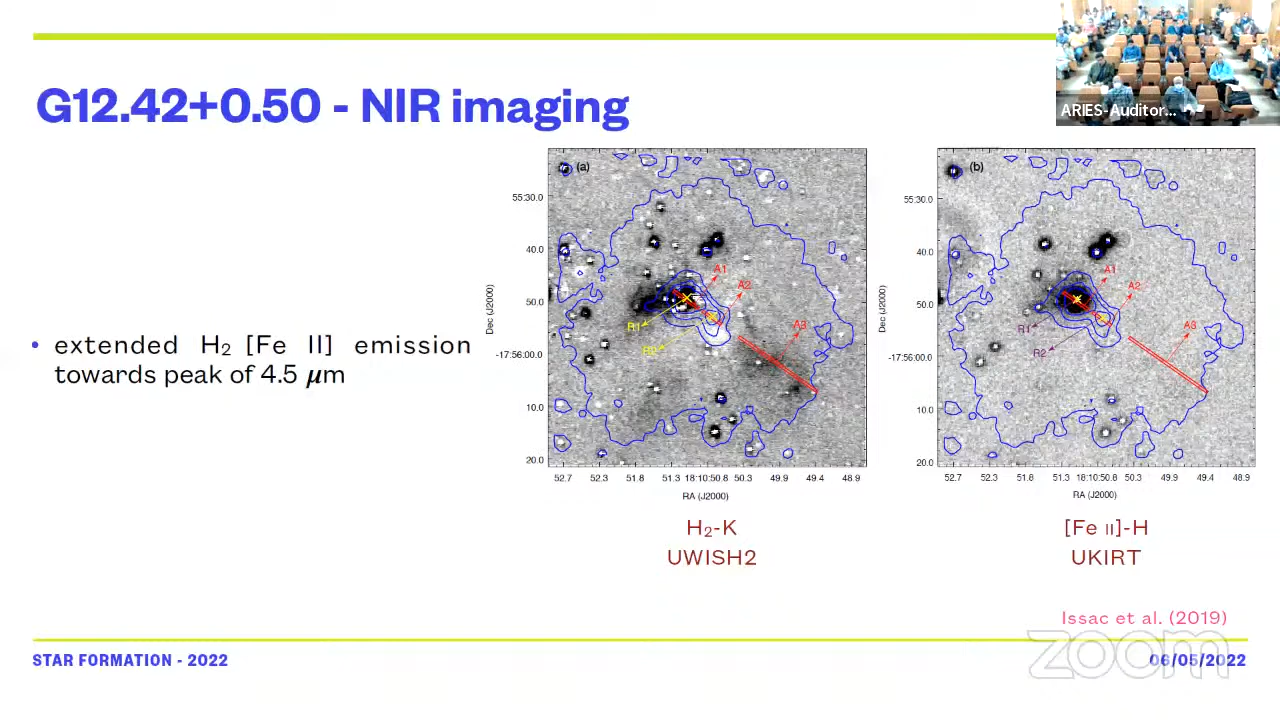 ARIES-Auditor...
G12.42+0.50 - NIR imaging
• extended H₂ [Fe II] emission
towards peak of 4.5 μm
(a)
55:30.0
40.0
50.0
-17:56:00.0
10.0
20.0
Dec (J2000)
A1
A2
A3
R1
R2
52.7 52.3 51.8 51.3 18:10:50.8 50.3 49.9 49.4 48.9
RA (J2000)
H₂-K
UWISH2
(b)
55:30.0
40.0
50.0
-17:56:00.0
10.0
20.0
Dec (J2000)
A1
A2
A3
R1
R2
52.7 52.3 51.8 51.3 18:10:50.8 50.3 49.9 49.4 48.9
RA (J2000)
[Fe II]-H
UKIRT
Issac et al. (2019)
zoom
STAR FORMATION - 2022
06/05/2022